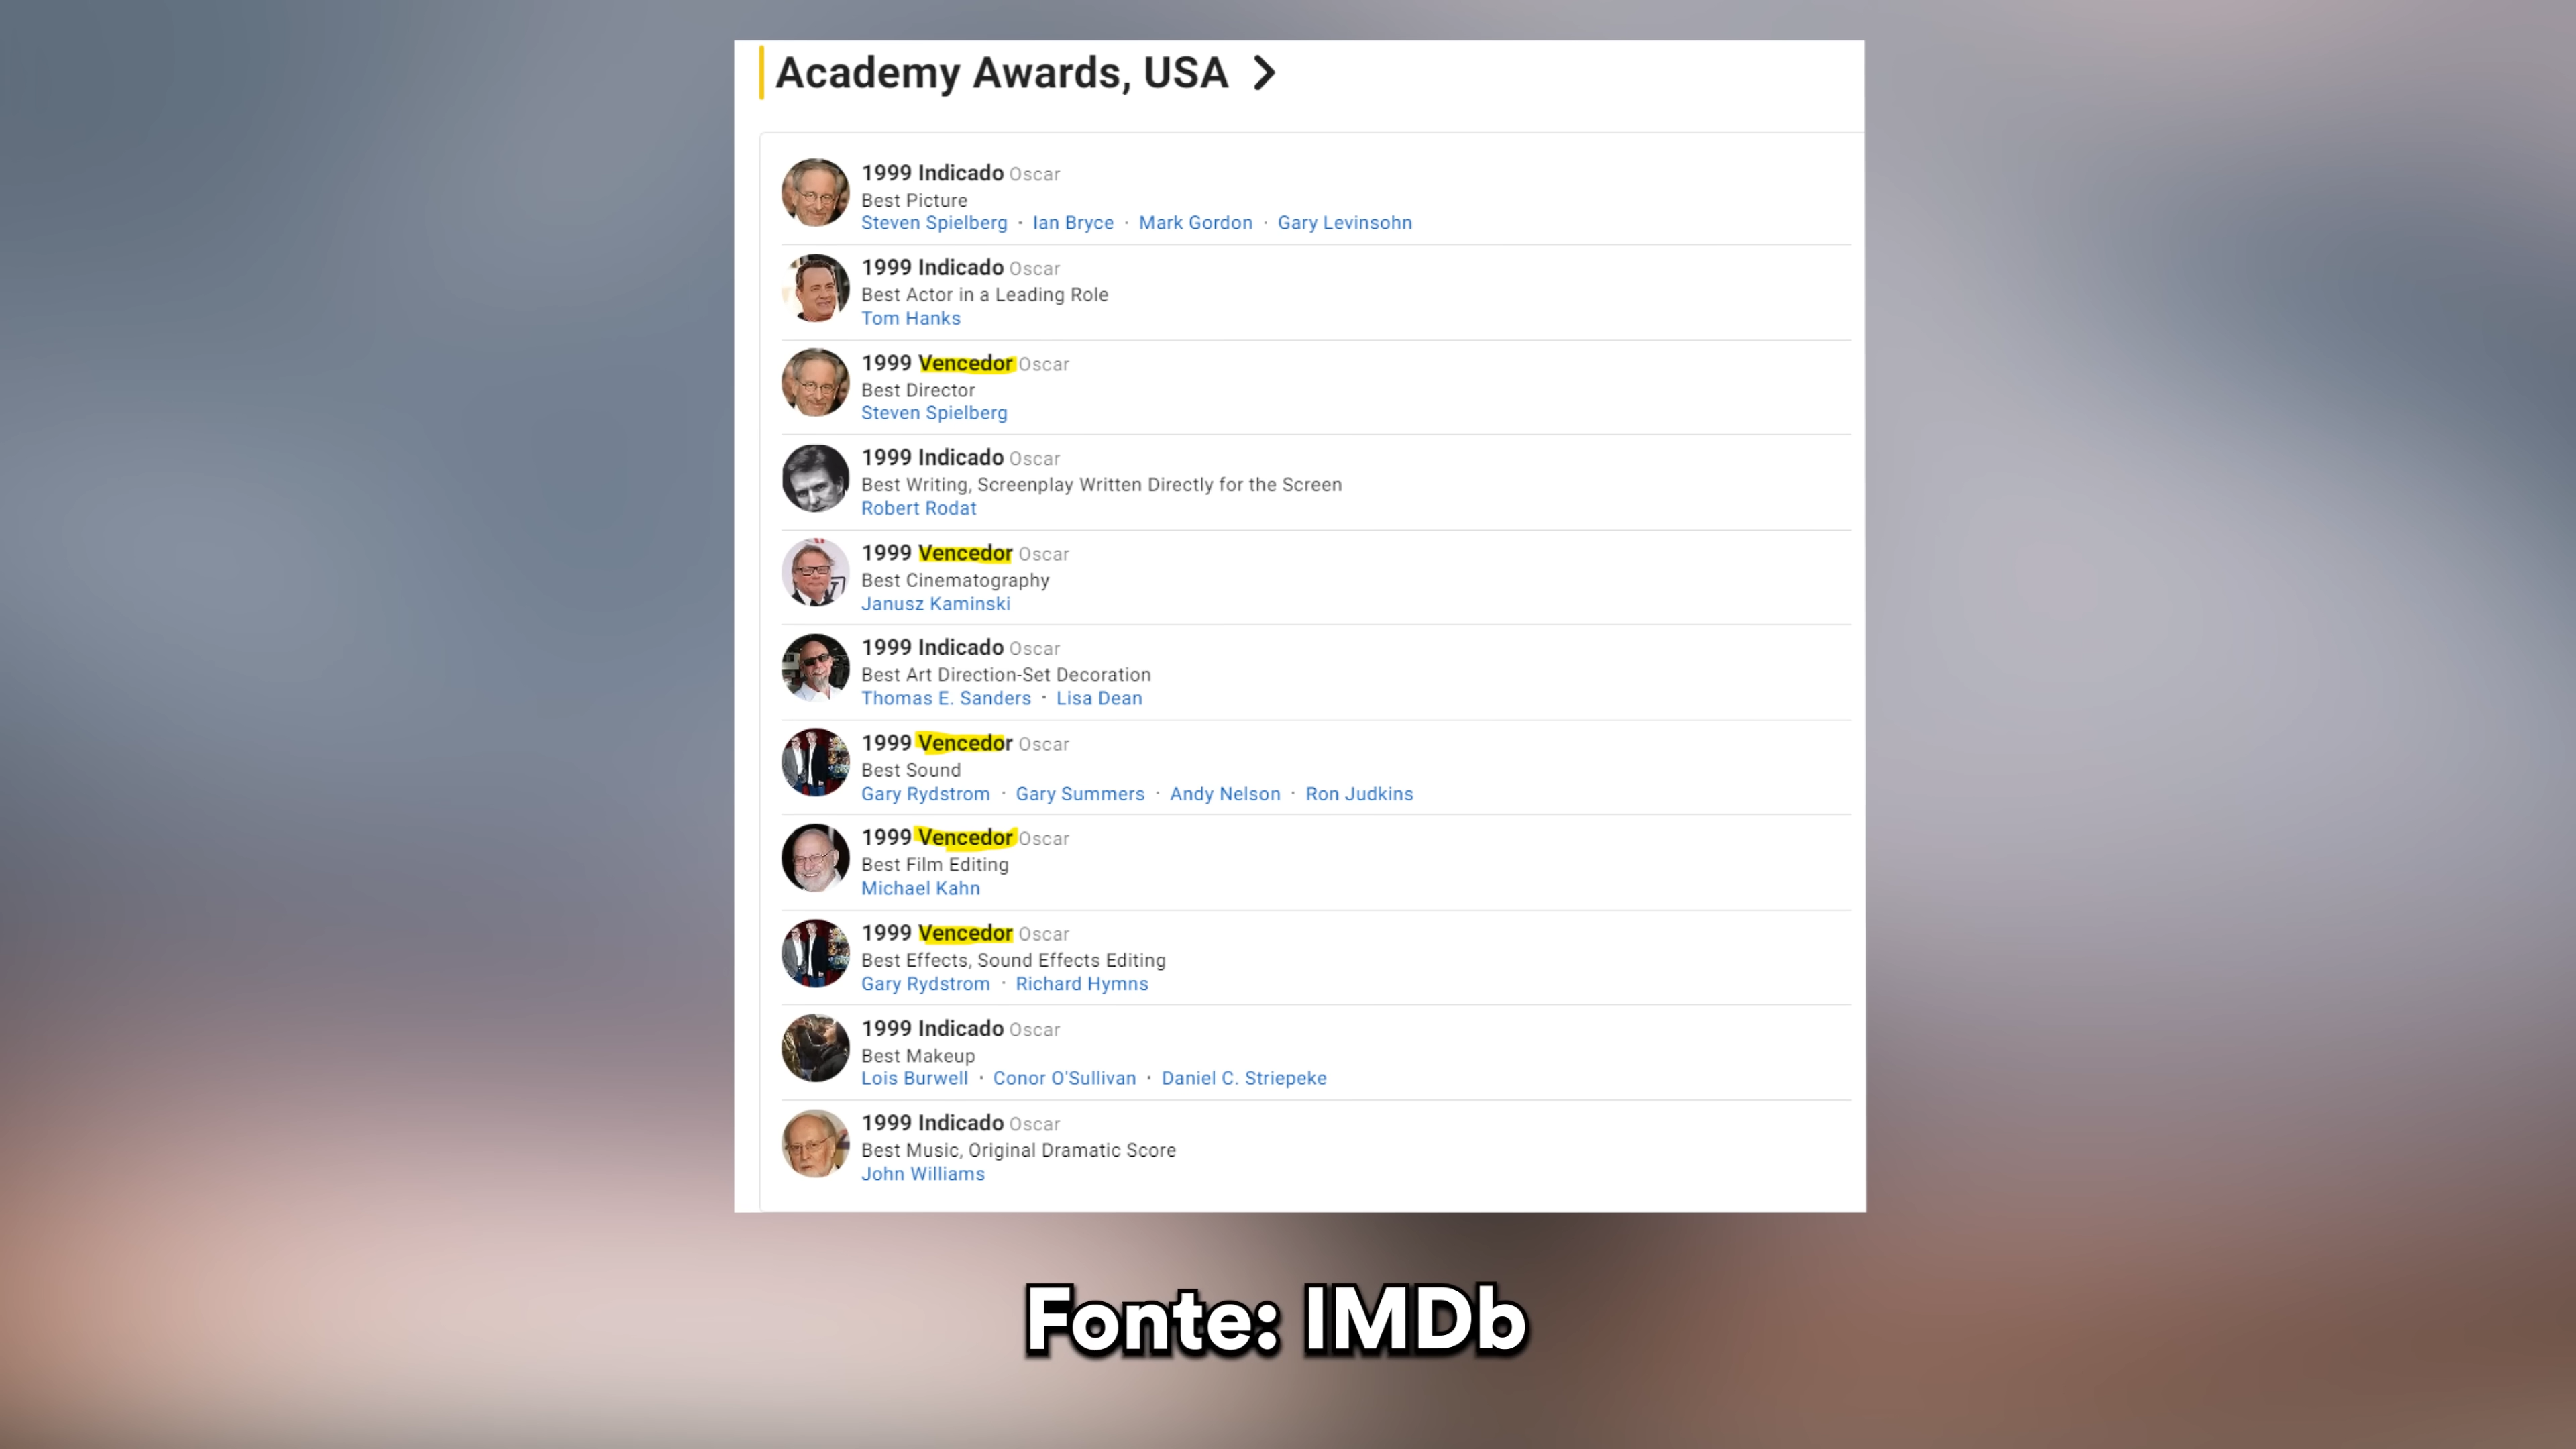 Academy Awards, USA
1999 Indicado Oscar
Best Picture
Steven Spielberg · Ian Bryce · Mark Gordon · Gary Levinsohn
1999 Indicado Oscar
Best Actor in a Leading Role
Tom Hanks
1999 Vencedor Oscar
Best Director
Steven Spielberg
1999 Indicado Oscar
Best Writing, Screenplay Written Directly for the Screen
Robert Rodat
1999 Vencedor Oscar
Best Cinematography
Janusz Kaminski
1999 Indicado Oscar
Best Art Direction-Set Decoration
Thomas E. Sanders · Lisa Dean
1999 Vencedor Oscar
Best Sound
Gary Rydstrom · Gary Summers · Andy Nelson · Ron Judkins
1999 Vencedor Oscar
Best Film Editing
Michael Kahn
1999 Vencedor Oscar
Best Effects, Sound Effects Editing
Gary Rydstrom · Richard Hymns
1999 Indicado Oscar
Best Makeup
Lois Burwell · Conor O'Sullivan · Daniel C. Striepeke
1999 Indicado Oscar
Best Music, Original Dramatic Score
John Williams
Fonte: IMDb